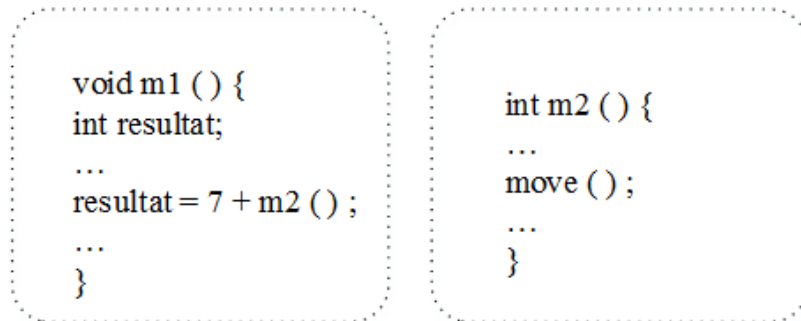 void m1 ( ) {
int resultat;
…
resultat = 7 + m2 ( ) ;
…
}
int m2 ( ) {
…
move ( ) ;
…
}